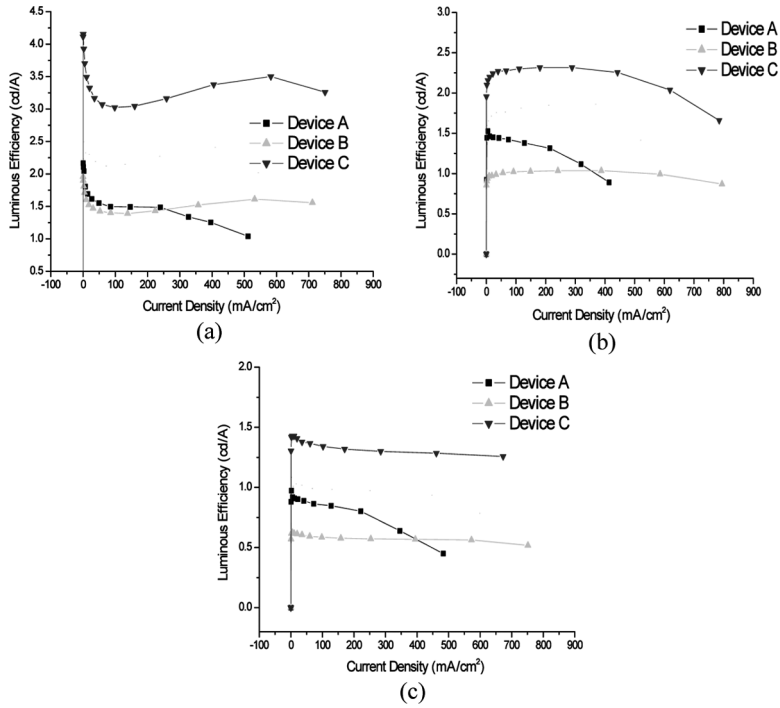 Luminous Efficiency (cd/A)
4.5
4.0
3.5
3.0
2.5
2.0
1.5
1.0
0.5
Device A
Device B
Device C
-100 0 100 200 300 400 500 600 700 800 900
Current Density (mA/cm²)
(a)
Luminous Efficiency (cd/A)
3.0
2.5
2.0
1.5
1.0
0.5
0.0
Device A
Device B
Device C
-100 0 100 200 300 400 500 600 700 800 900
Current Density (mA/cm²)
(b)
Luminous Efficiency (cd/A)
2.0
1.5
1.0
0.5
0.0
Device A
Device B
Device C
-100 0 100 200 300 400 500 600 700 800 900
Current Density (mA/cm²)
(c)